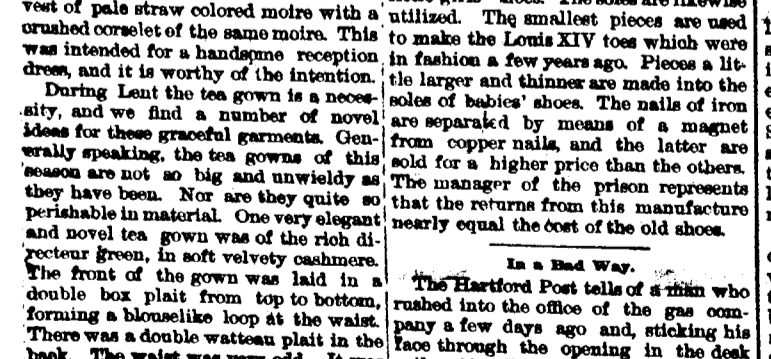 vest of pale straw colored moire with a
crushed corselet of the same moire. This
was intended for a handsome reception
dress, and it is worthy of the intention.
During Lent the tea gown is a neces-
sity, and we find a number of novel
ideas for these graceful garments. Gen-
erally speaking, the tea gowns of this
season are not so big and unwieldy as
they have been. Nor are they quite so
perishable in material. One very elegant
and novel tea gown was of the rich di-
recteur green, in soft velvety cashmere.
The front of the gown was laid in a
double box plait from top to bottom,
forming a blouselike loop at the waist.
There was a double watteau plait in the
back. The waist was very odd. It
utilized. The smallest pieces are used
to make the Louis XIV toes which were
in fashion a few years ago. Pieces a lit-
tle larger and thinner are made into the
soles of babies' shoes. The nails of iron
are separated by means of a magnet
from copper nails, and the latter are
sold for a higher price than the others.
The manager of the prison represents
that the returns from this manufacture
nearly equal the cost of the old shoes.
In a Bad Way.
The Hartford Post tells of a man who
rushed into the office of the gas com-
pany a few days ago and, sticking his
face through the opening in the desk